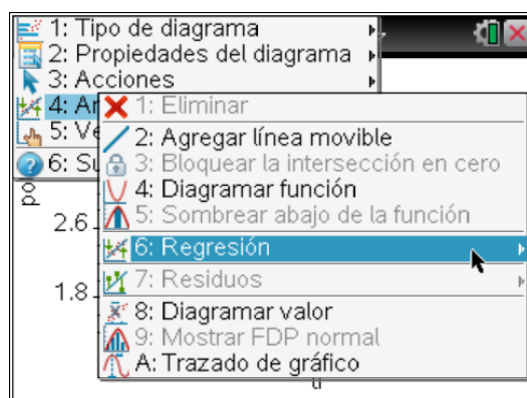 1: Tipo de diagrama
2: Propiedades del diagrama
3: Acciones
4: Ar
5: Ve
6: Su
1: Eliminar
2: Agregar línea movible
3: Bloquear la intersección en cero
4: Diagramar función
5: Sombrear abajo de la función
6: Regresión
7: Residuos
8: Diagramar valor
9: Mostrar FDP normal
A: Trazado de gráfico
po
2.6
1.8